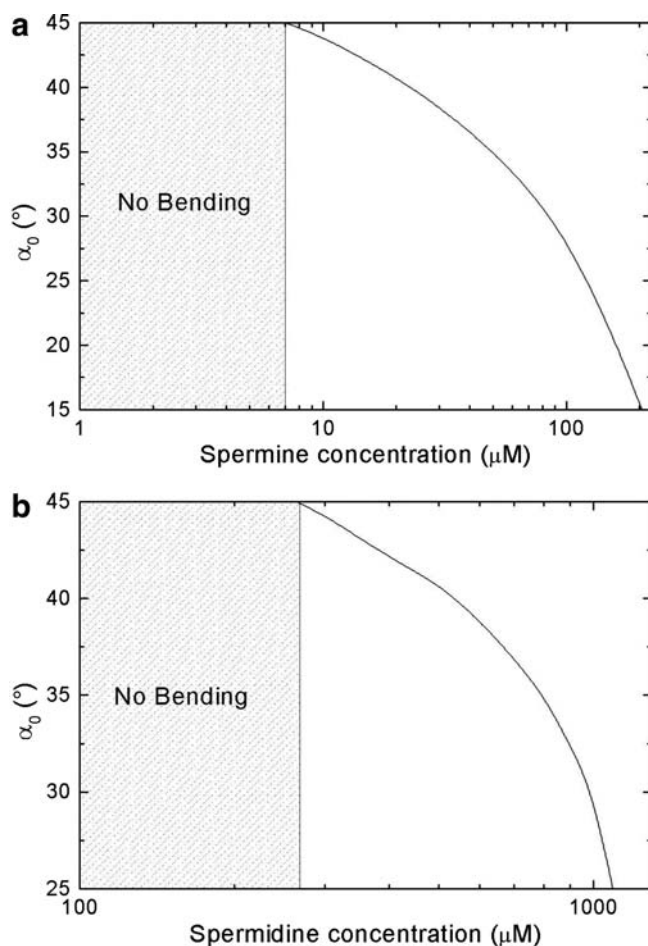 a
45
40
35
30
25
20
15
α₀ (°)
No Bending
1 10 100
Spermine concentration (μM)
b
45
40
35
30
25
α₀ (°)
No Bending
100 1000
Spermidine concentration (μM)